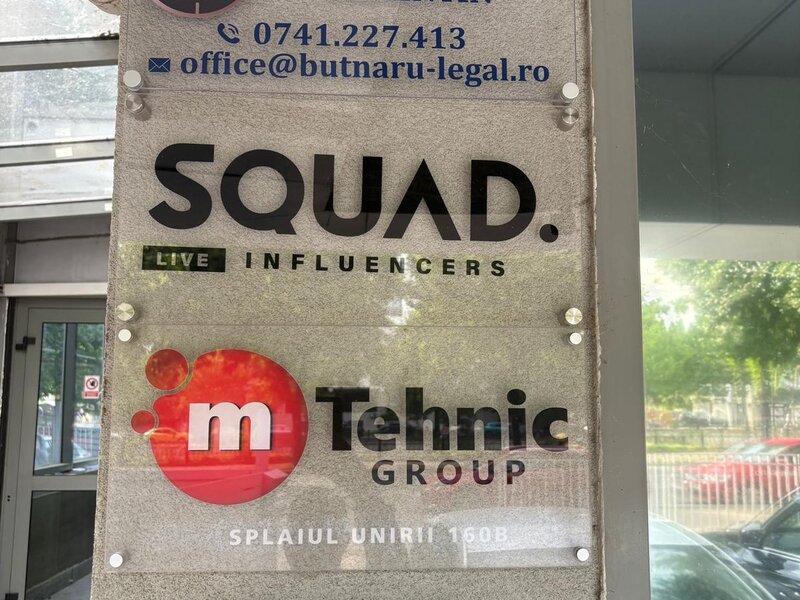 0741.227.413
office@butnaru-legal.ro
SQUAD.
LIVE INFLUENCERS
m Tehnic
GROUP
SPLAIUL UNIRII 160B